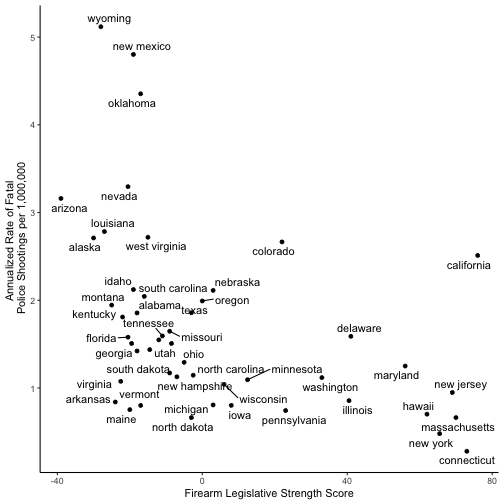 wyoming
5
new mexico
oklahoma
4
nevada
arizona
3
louisiana
alaska
west virginia
colorado
california
Annualized Rate of Fatal
Police Shootings per 1,000,000
idaho
south carolina
nebraska
montana
2
alabama
texas
oregon
kentucky
tennessee
florida
missouri
delaware
georgia
utah
ohio
south dakota
north carolina
minnesota
maryland
virginia
new hampshire
washington
new jersey
1
arkansas
vermont
wisconsin
maine
michigan
iowa
illinois
hawaii
north dakota
pennsylvania
massachusetts
new york
connecticut
-40
0
40
80
Firearm Legislative Strength Score